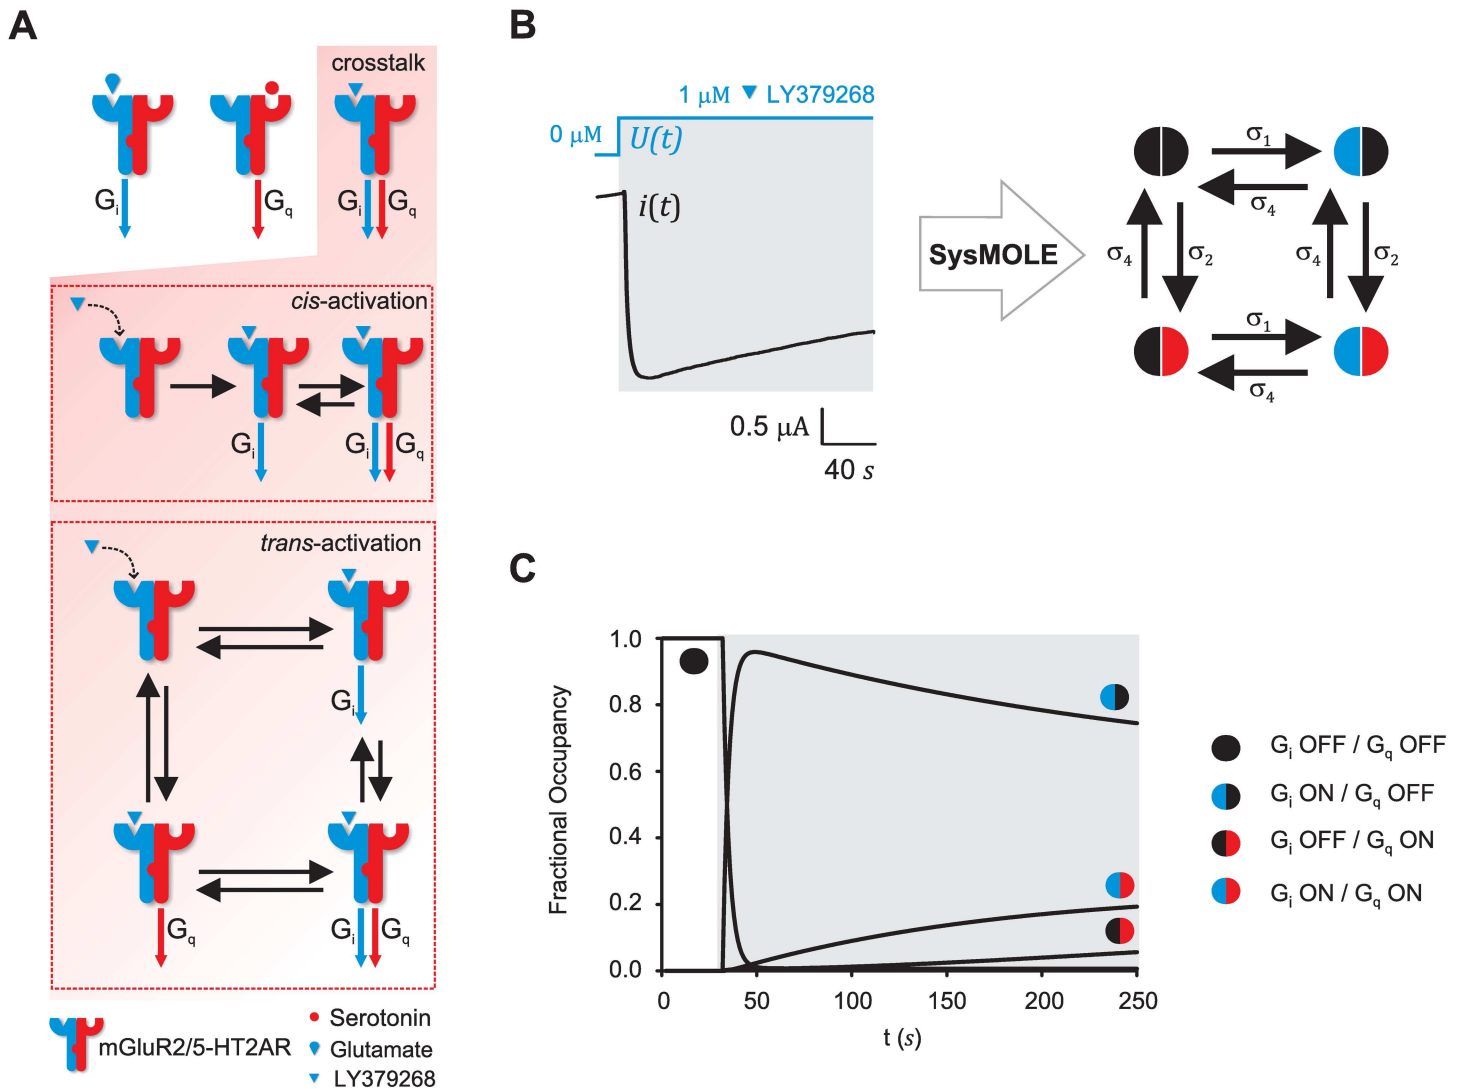 A
crosstalk
Gi
Gq
Gi
Gq
cis-activation
Gi
Gi
Gq
trans-activation
Gi
Gq
Gi
Gq
mGluR2/5-HT2AR
Serotonin
Glutamate
LY379268
B
1 μM LY379268
0 μM
U(t)
i(t)
0.5 μA
40 s
SysMOLE
σ1
σ4
σ4
σ2
σ4
σ2
σ1
σ4
C
Fractional Occupancy
1.0
0.8
0.6
0.4
0.2
0.0
0
50
100
150
200
250
t (s)
Gi OFF / Gq OFF
Gi ON / Gq OFF
Gi OFF / Gq ON
Gi ON / Gq ON